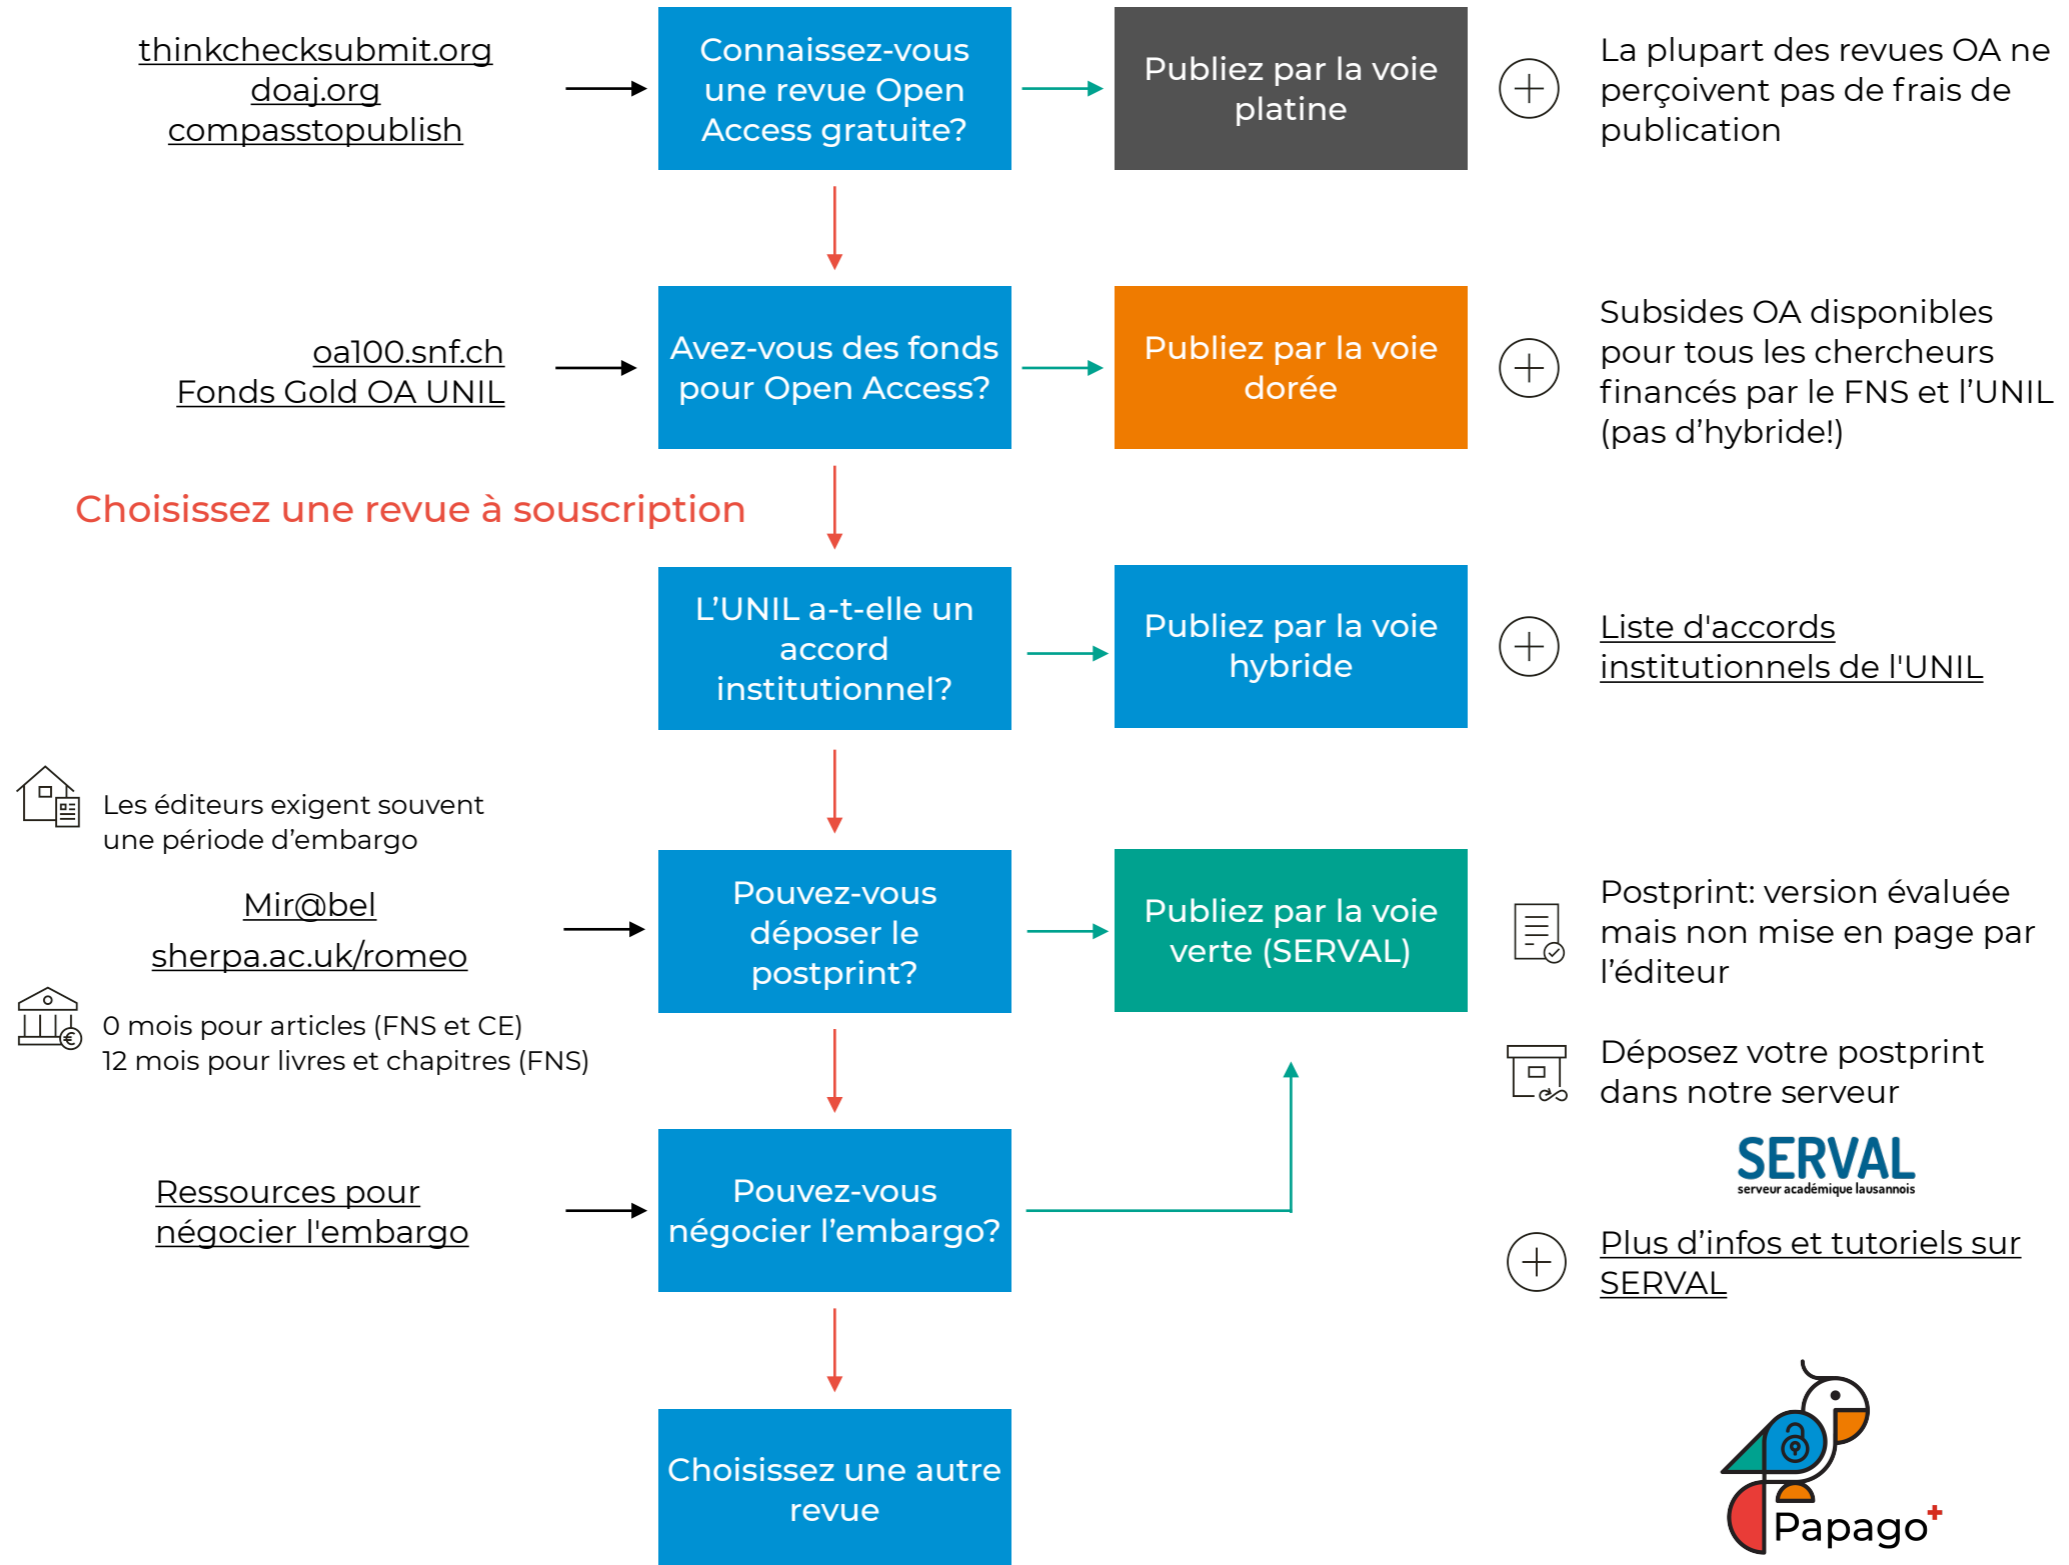 thinkchecksubmit.org
doaj.org
compasstopublish
Connaissez-vous
une revue Open
Access gratuite?
Publiez par la voie
platine
La plupart des revues OA ne
perçoivent pas de frais de
publication
oa100.snf.ch
Fonds Gold OA UNIL
Avez-vous des fonds
pour Open Access?
Publiez par la voie
dorée
Subsides OA disponibles
pour tous les chercheurs
financés par le FNS et l’UNIL
(pas d’hybride!)
Choisissez une revue à souscription
L’UNIL a-t-elle un
accord
institutionnel?
Publiez par la voie
hybride
Liste d'accords
institutionnels de l'UNIL
Les éditeurs exigent souvent
une période d’embargo
Mir@bel
sherpa.ac.uk/romeo
0 mois pour articles (FNS et CE)
12 mois pour livres et chapitres (FNS)
Pouvez-vous
déposer le
postprint?
Publiez par la voie
verte (SERVAL)
Postprint: version évaluée
mais non mise en page par
l’éditeur
Déposez votre postprint
dans notre serveur
SERVAL
serveur académique lausannois
Plus d’infos et tutoriels sur
SERVAL
Ressources pour
négocier l'embargo
Pouvez-vous
négocier l’embargo?
Choisissez une autre
revue
Papago+